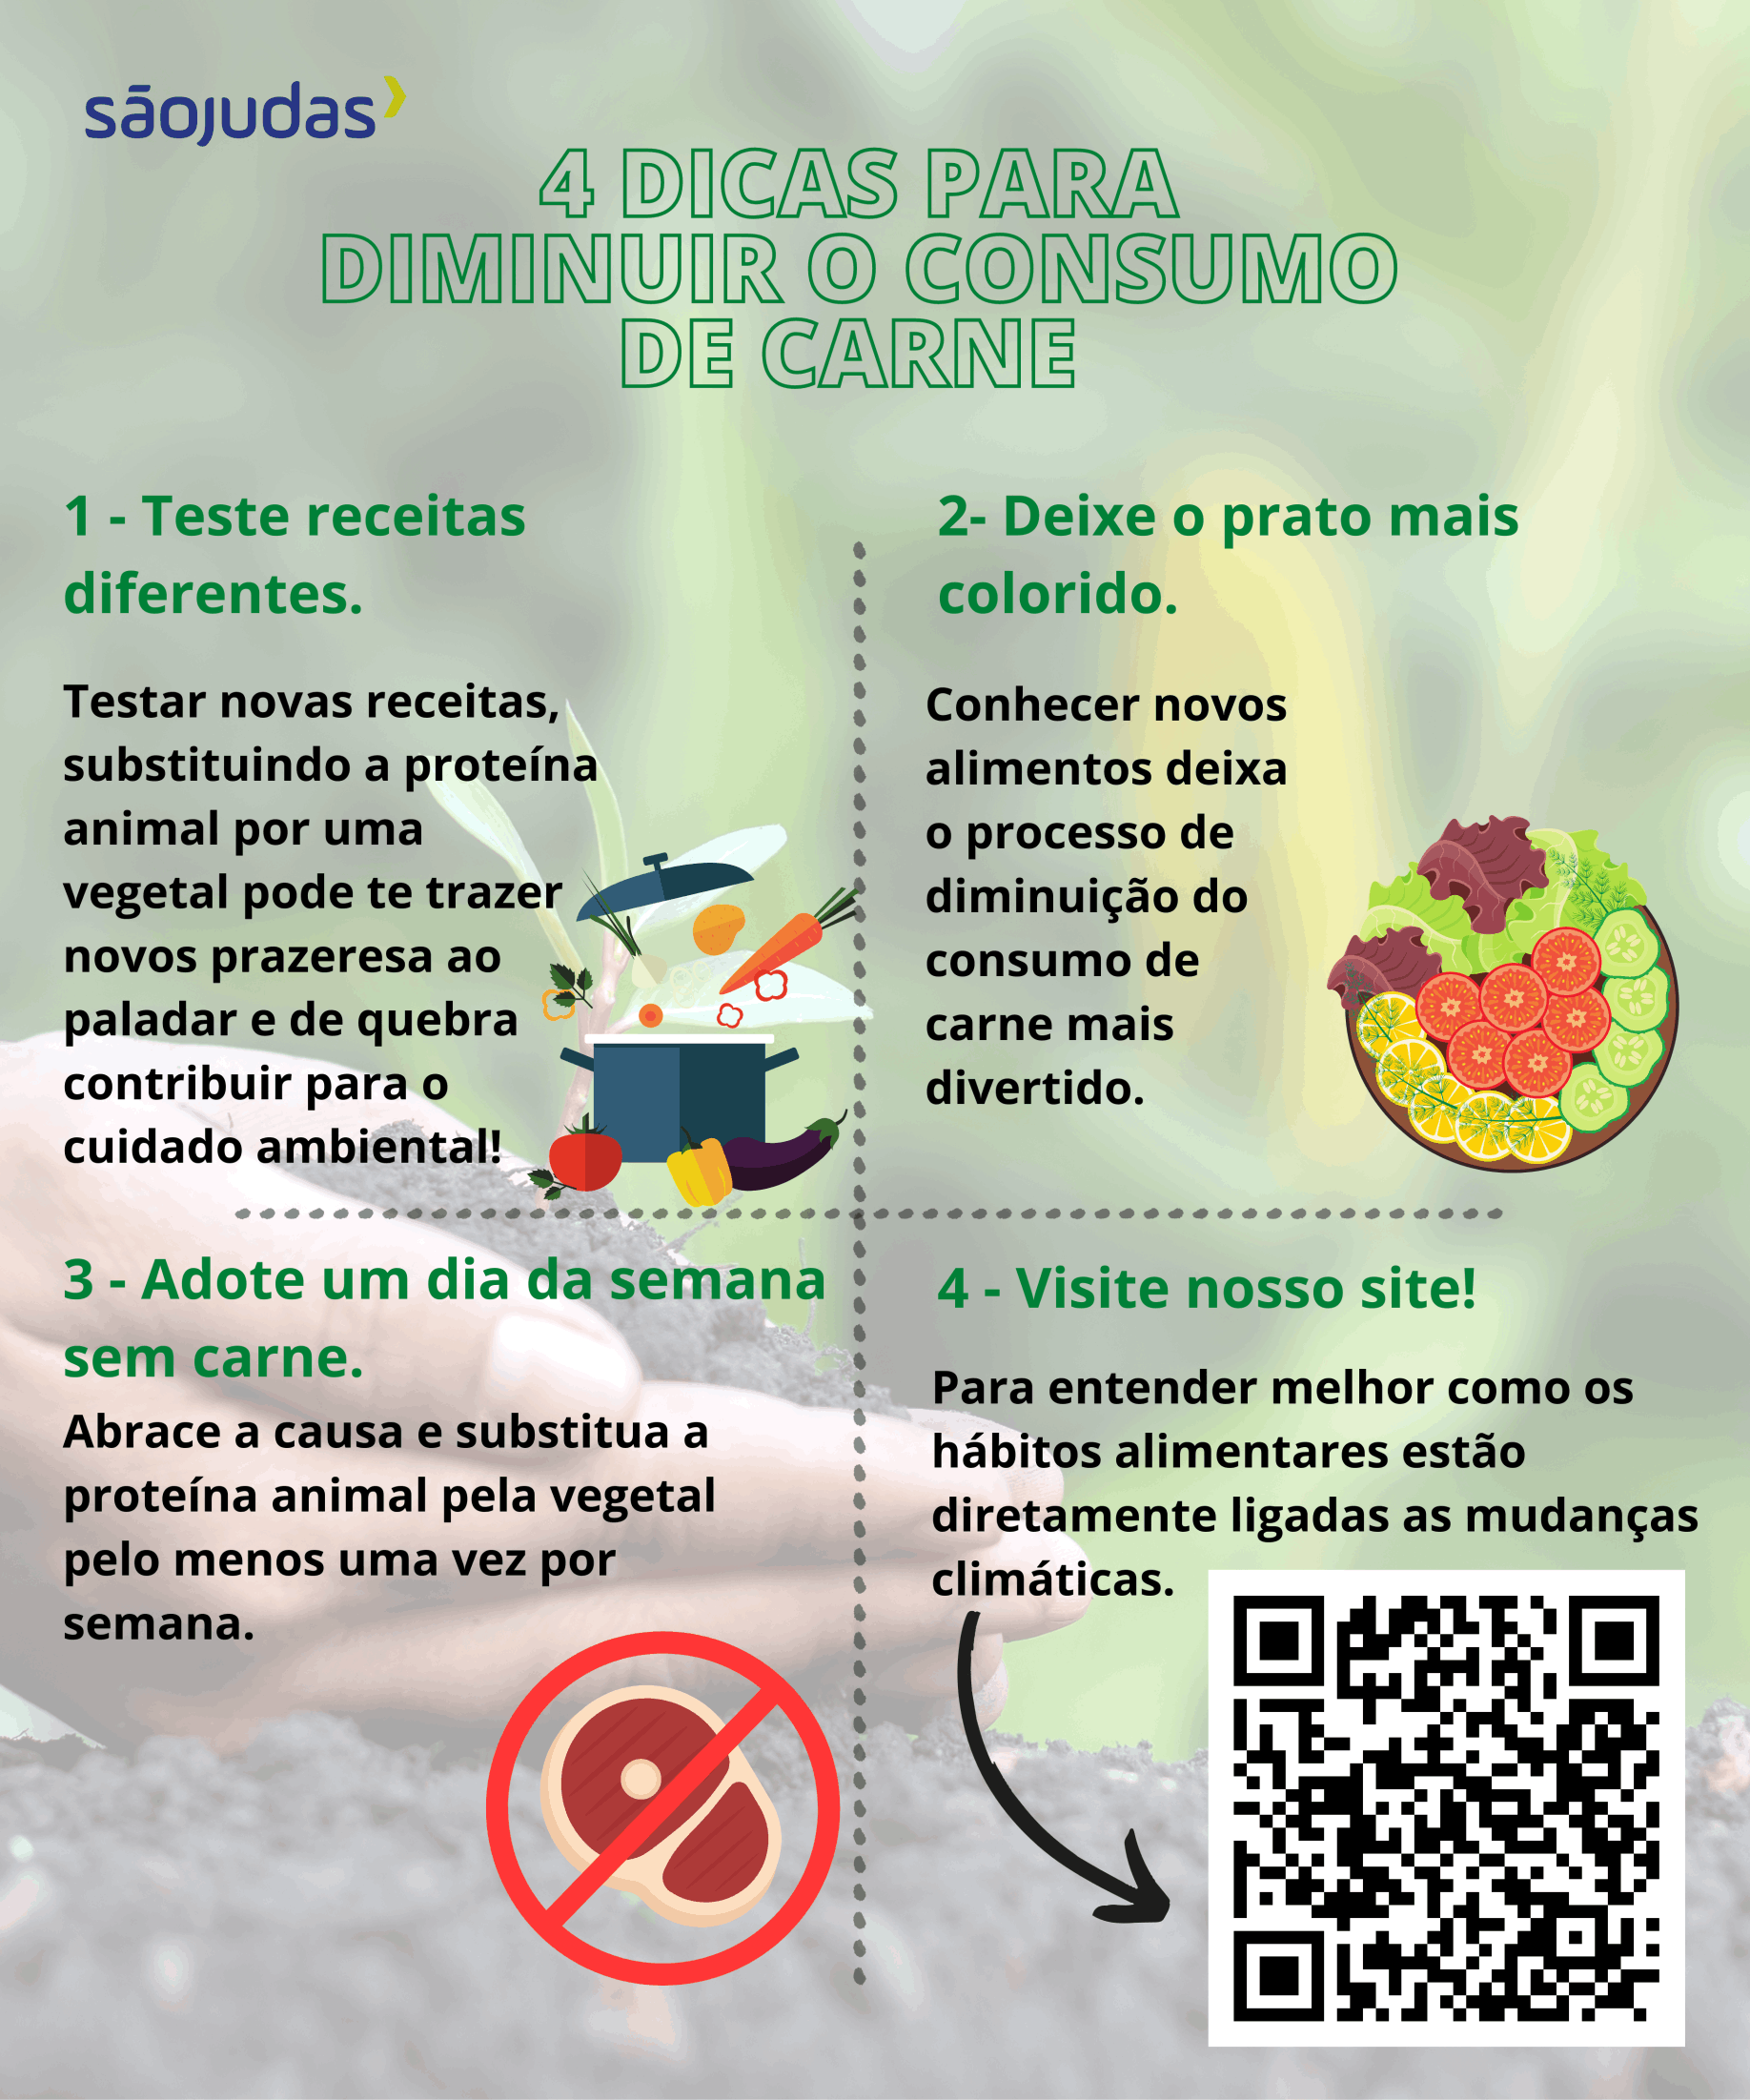 sãojudas
4 DICAS PARA
DIMINUIR O CONSUMO
DE CARNE
1 - Teste receitas
diferentes.
Testar novas receitas,
substituindo a proteína
animal por uma
vegetal pode te trazer
novos prazeresa ao
paladar e de quebra
contribuir para o
cuidado ambiental!
2- Deixe o prato mais
colorido.
Conhecer novos
alimentos deixa
o processo de
diminuição do
consumo de
carne mais
divertido.
3 - Adote um dia da semana
sem carne.
Abrace a causa e substitua a
proteína animal pela vegetal
pelo menos uma vez por
semana.
4 - Visite nosso site!
Para entender melhor como os
hábitos alimentares estão
diretamente ligadas as mudanças
climáticas.